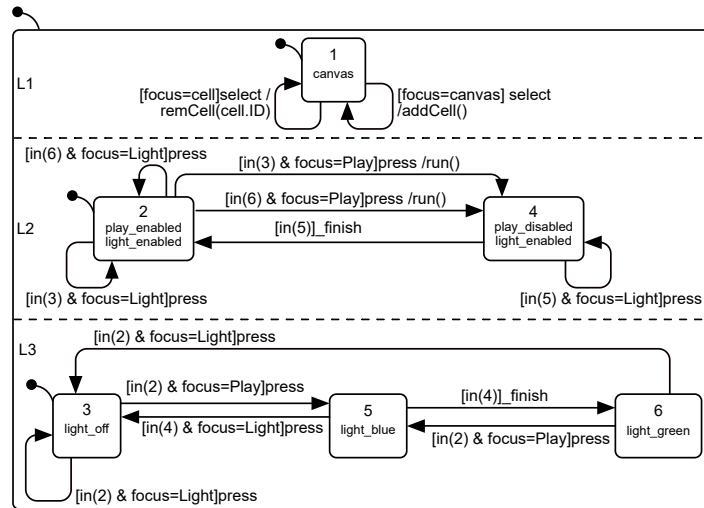 1
canvas
L1
[focus=cell]select /
remCell(cell.ID)
[focus=canvas] select
/addCell()
[in(6) & focus=Light]press
[in(3) & focus=Play]press /run()
[in(6) & focus=Play]press /run()
L2
2
play_enabled
light_enabled
[in(5)]_finish
4
play_disabled
light_enabled
[in(3) & focus=Light]press
[in(5) & focus=Light]press
L3
[in(2) & focus=Light]press
[in(2) & focus=Play]press
[in(4)]_finish
3
light_off
[in(4) & focus=Light]press
5
light_blue
[in(2) & focus=Play]press
6
light_green
[in(2) & focus=Light]press